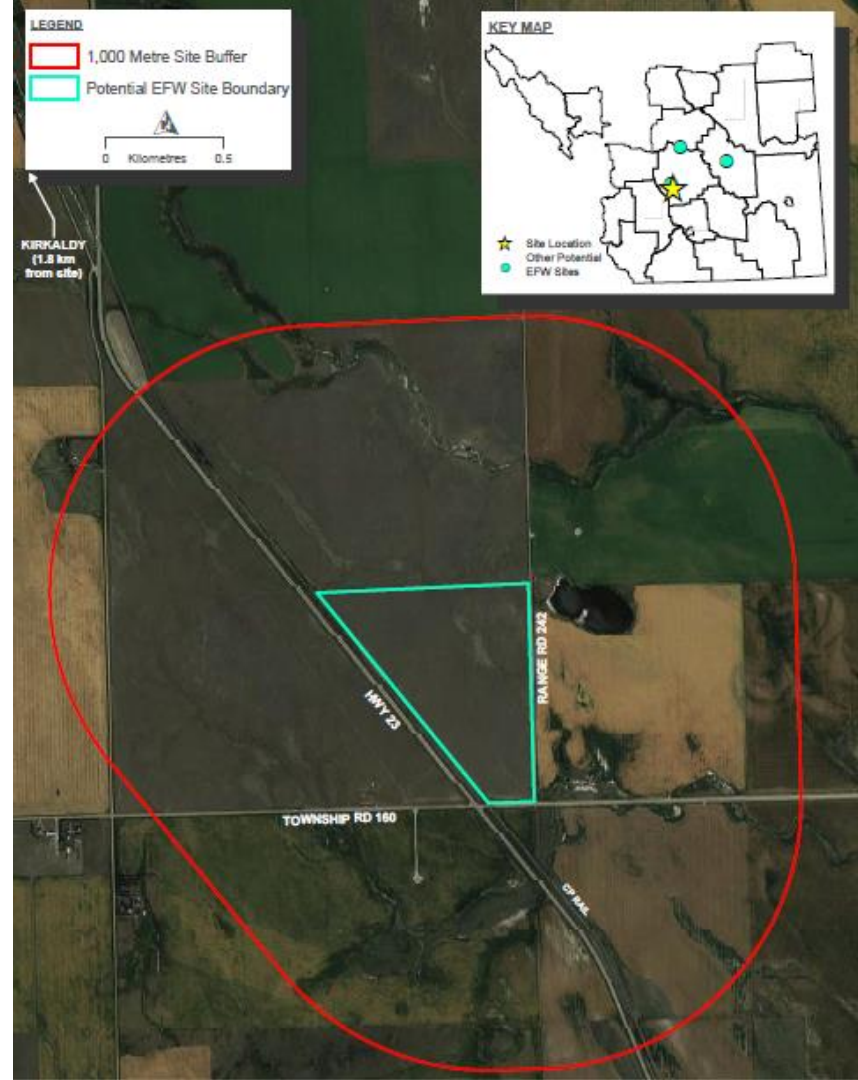 LEGEND
1,000 Metre Site Buffer
Potential EFW Site Boundary
0 Kilometres 0.5
KEY MAP
Site Location
Other Potential
EFW Sites
KIRKALDY
(1.8 km
from site)
HWY 23
RANGE RD 242
TOWNSHIP RD 160
CP RAIL